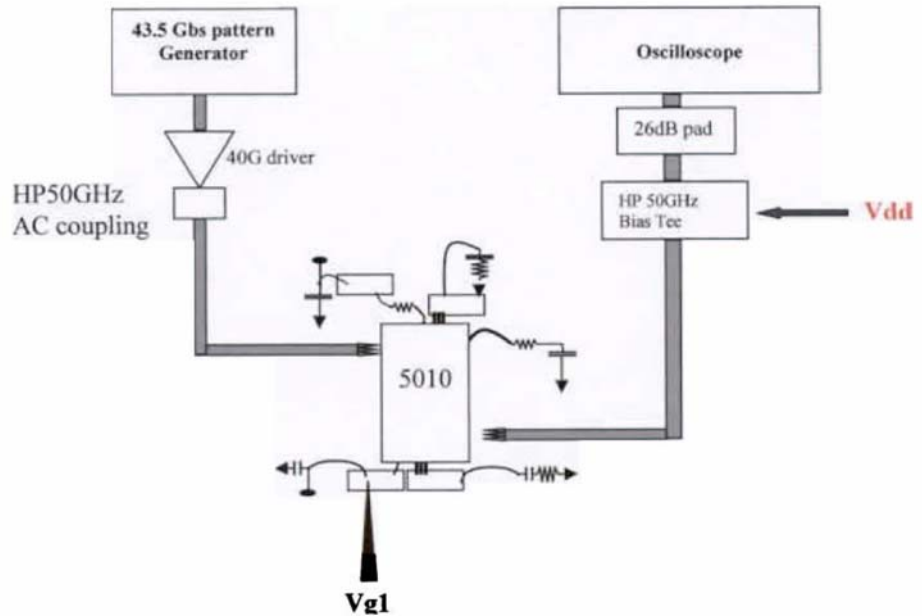 43.5 Gbs pattern
Generator
Oscilloscope
26dB pad
40G driver
HP50GHz
AC coupling
HP 50GHz
Bias Tee
Vdd
5010
Vg1